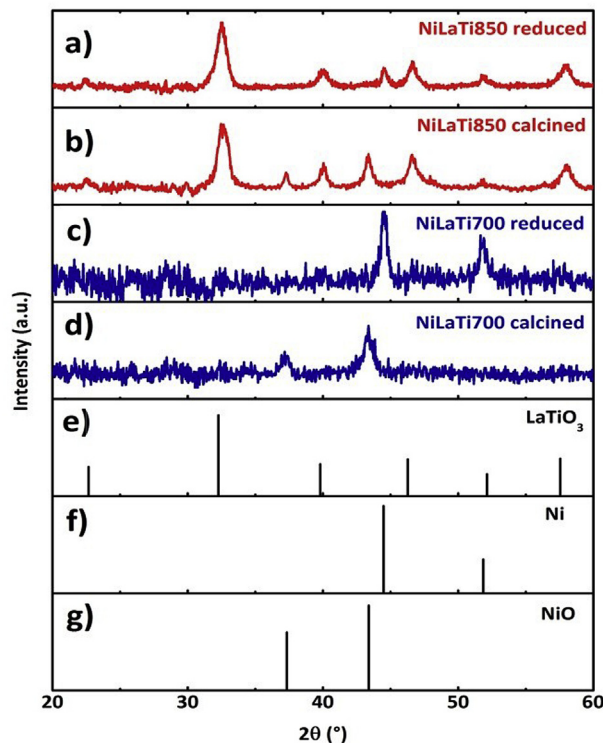 a)
NiLaTi850 reduced
b)
NiLaTi850 calcined
c)
NiLaTi700 reduced
d)
NiLaTi700 calcined
e)
LaTiO₃
f)
Ni
g)
NiO
Intensity (a.u.)
20 30 40 50 60
2θ (°)